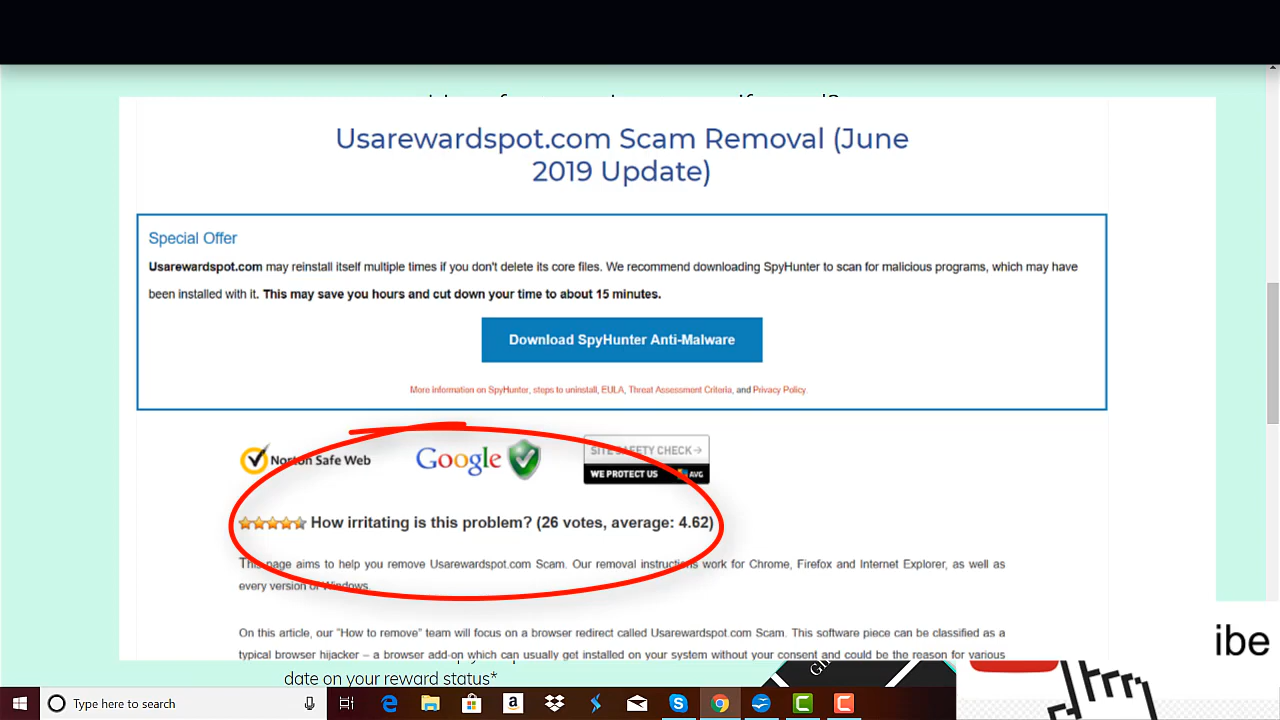 Usarewardspot.com Scam Removal (June
2019 Update)
Special Offer
Usarewardspot.com may reinstall itself multiple times if you don't delete its core files. We recommend downloading SpyHunter to scan for malicious programs, which may have
been installed with it. This may save you hours and cut down your time to about 15 minutes.
Download SpyHunter Anti-Malware
More information on SpyHunter, steps to uninstall, EULA, Threat Assessment Criteria, and Privacy Policy.
Norton Safe Web
Google
SITE SAFETY CHECK
WE PROTECT US AVG
How irritating is this problem? (26 votes, average: 4.62)
This page aims to help you remove Usarewardspot.com Scam. Our removal instructions work for Chrome, Firefox and Internet Explorer, as well as
every version of Windows.
On this article, our "How to remove" team will focus on a browser redirect called Usarewardspot.com Scam. This software piece can be classified as a
typical browser hijacker – a browser add-on which can usually get installed on your system without your consent and could be the reason for various
ibe
date on your reward status*
Type here to search